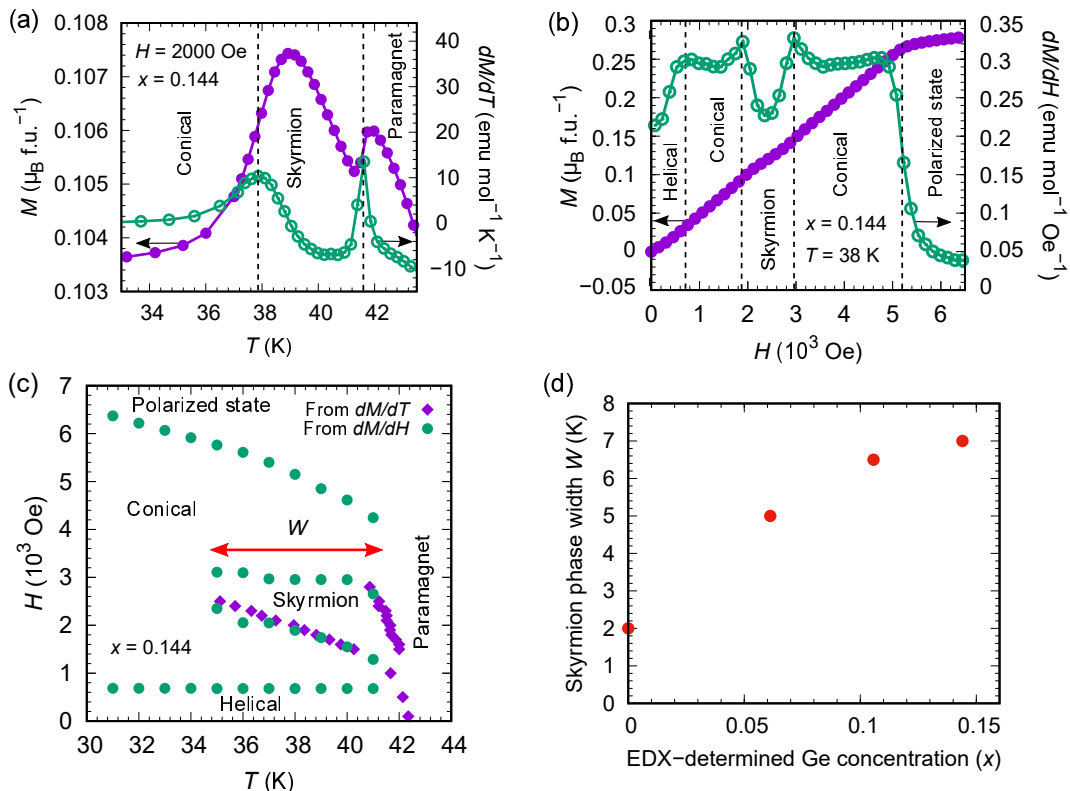 (a)
0.108
0.107
0.106
0.105
0.104
0.103
M (μB f.u.⁻¹)
H = 2000 Oe
x = 0.144
Conical
Skyrmion
Paramagnet
40
30
20
10
0
−10
dM/dT (emu mol⁻¹ K⁻¹)
34 36 38 40 42
T (K)
(b)
0.3
0.25
0.2
0.15
0.1
0.05
0
−0.05
M (μB f.u.⁻¹)
Helical
Conical
Skyrmion
Conical
Polarized state
x = 0.144
T = 38 K
0.35
0.3
0.25
0.2
0.15
0.1
0.05
0
dM/dH (emu mol⁻¹ Oe⁻¹)
0 1 2 3 4 5 6
H (10³ Oe)
(c)
7
6
5
4
3
2
1
0
H (10³ Oe)
Polarized state
From dM/dT
From dM/dH
Conical
W
Skyrmion
Paramagnet
x = 0.144
Helical
30 32 34 36 38 40 42 44
T (K)
(d)
8
7
6
5
4
3
2
1
0
Skyrmion phase width W (K)
0 0.05 0.1 0.15
EDX−determined Ge concentration (x)